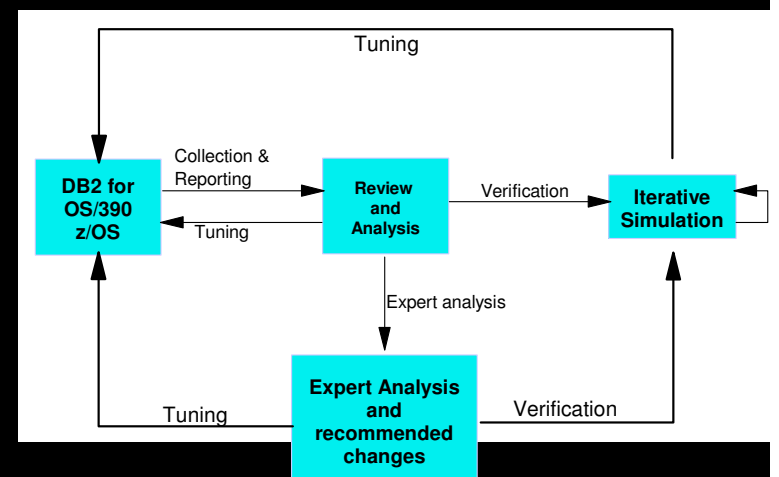 Tuning
Collection &
Reporting
DB2 for
OS/390
z/OS
Review
and
Analysis
Verification
Iterative
Simulation
Tuning
Expert analysis
Expert Analysis
and
recommended
changes
Tuning
Verification